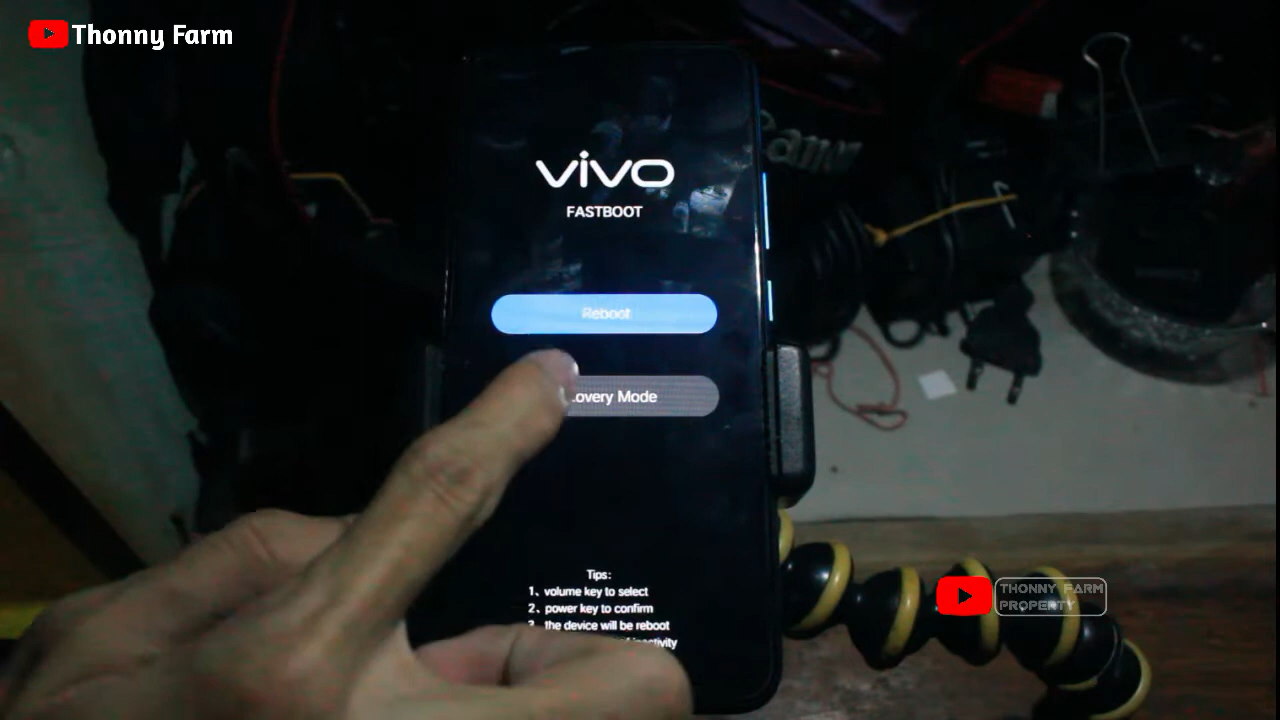 Thonny Farm
vivo
FASTBOOT
Reboot
Mode
Tips:
1、volume key to select
2、power key to confirm
3、the device will be reboot
THONNY FARM
PROPERTY